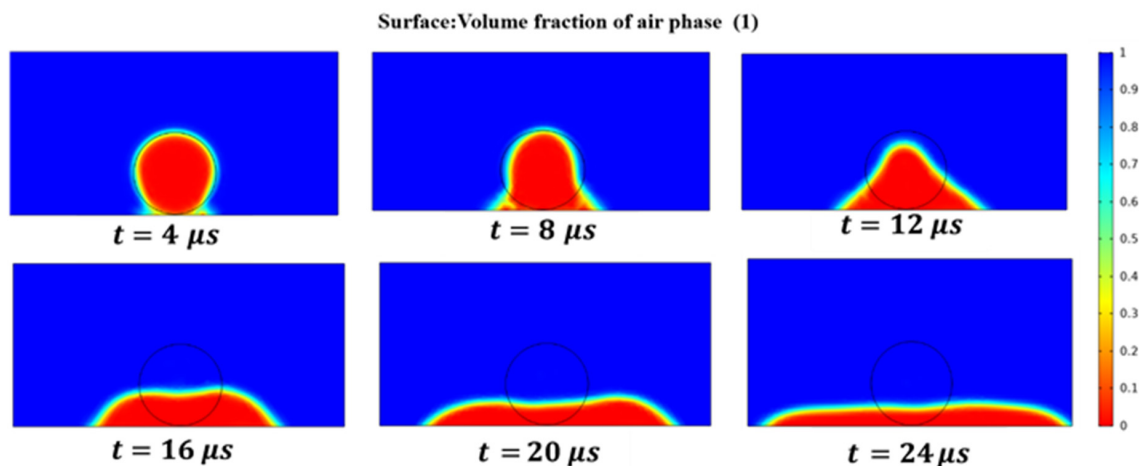 Surface:Volume fraction of air phase (1)
t = 4 μs
t = 8 μs
t = 12 μs
1
0.9
0.8
0.7
0.6
0.5
0.4
0.3
0.2
0.1
0
t = 16 μs
t = 20 μs
t = 24 μs